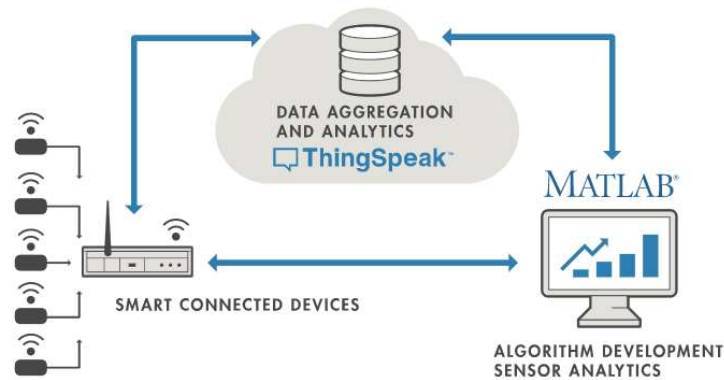 DATA AGGREGATION
AND ANALYTICS
ThingSpeak™
MATLAB®
SMART CONNECTED DEVICES
ALGORITHM DEVELOPMENT
SENSOR ANALYTICS